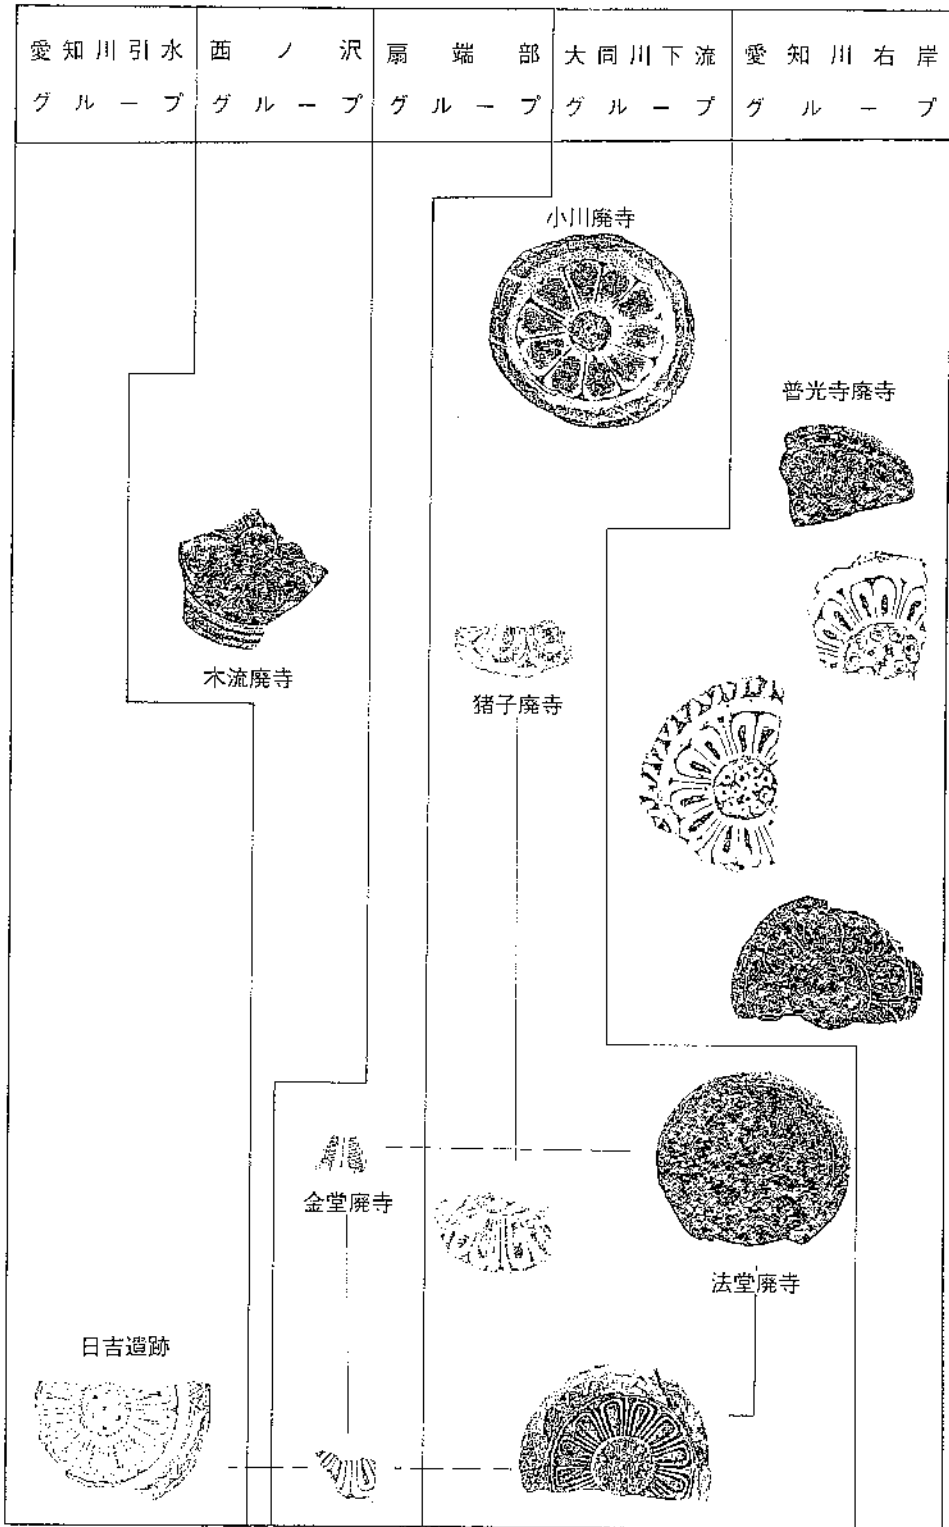 愛知川引水
グループ
西ノ沢
グループ
扇端部
グループ
大同川下流
グループ
愛知川右岸
グループ
小川廃寺
普光寺廃寺
木流廃寺
猪子廃寺
金堂廃寺
法堂廃寺
日吉遺跡